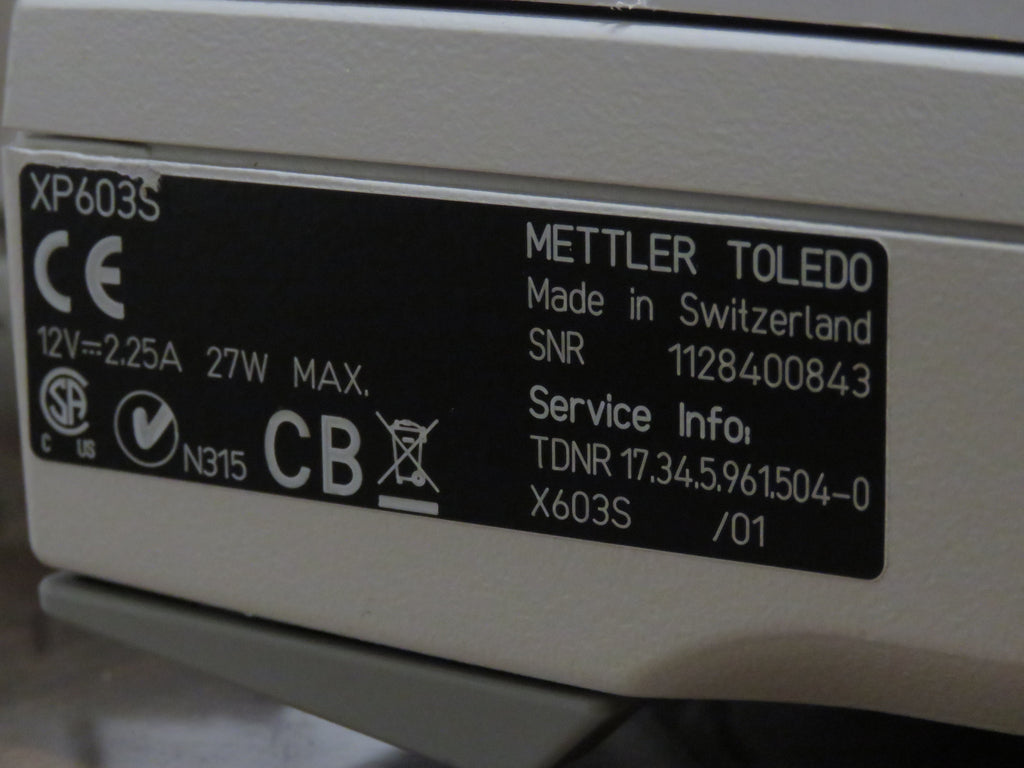 XP603S
CE
12V⎓2.25A 27W MAX.
SA
C US
N315
CB
METTLER TOLEDO
Made in Switzerland
SNR 1128400843
Service Info:
TDNR 17.34.5.961.504-0
X603S /01